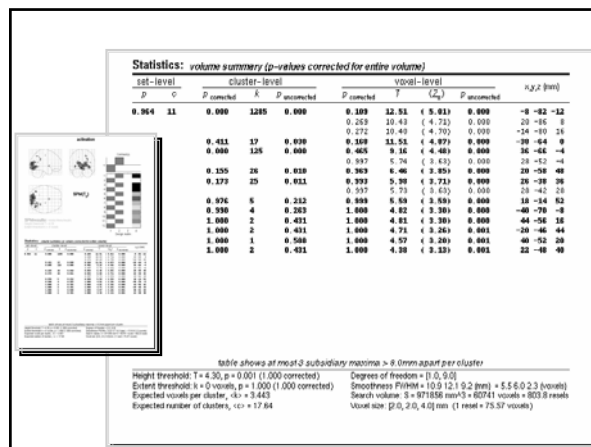 Statistics: volume summary (p-values corrected for entire volume)
set-level cluster-level voxel-level x,y,z {mm}
p c p corrected k p uncorrected p corrected T (Z) p uncorrected
0.964 11 0.000 1285 0.000 0.109 12.51 ( 5.01) 0.000 -8 -82 -12
0.269 10.43 ( 4.71) 0.000 20 -86 8
0.272 10.40 ( 4.70) 0.000 -14 -80 16
0.411 17 0.030 0.160 11.51 ( 4.87) 0.000 -30 -64 0
0.000 125 0.000 0.465 9.16 ( 4.48) 0.000 36 -66 -4
0.997 5.74 ( 3.63) 0.000 28 -52 -4
0.155 26 0.010 0.969 6.46 ( 3.85) 0.000 20 -58 48
0.173 25 0.011 0.993 5.98 ( 3.71) 0.000 26 -38 36
0.997 5.73 ( 3.63) 0.000 28 -42 28
0.976 5 0.212 0.999 5.59 ( 3.59) 0.000 18 -14 52
0.990 4 0.263 1.000 4.82 ( 3.30) 0.000 -40 -70 -8
1.000 2 0.431 1.000 4.81 ( 3.30) 0.000 44 -56 16
1.000 2 0.431 1.000 4.71 ( 3.26) 0.001 -20 -46 44
1.000 1 0.580 1.000 4.57 ( 3.20) 0.001 40 -52 20
1.000 2 0.431 1.000 4.38 ( 3.13) 0.001 22 -40 40
table shows at most 3 subsidiary maxima > 8.0mm apart per cluster
Height threshold: T = 4.30, p = 0.001 (1.000 corrected) Degrees of freedom = [1.0, 9.0]
Extent threshold: k = 0 voxels, p = 1.000 (1.000 corrected) Smoothness FWHM = 10.9 12.1 9.2 {mm} = 5.5 6.0 2.3 {voxels}
Expected voxels per cluster, <k> = 3.443 Search volume: S = 971856 mm^3 = 60741 voxels = 803.8 resels
Expected number of clusters, <c> = 17.64 Voxel size: [2.0, 2.0, 4.0] mm (1 resel = 75.57 voxels)